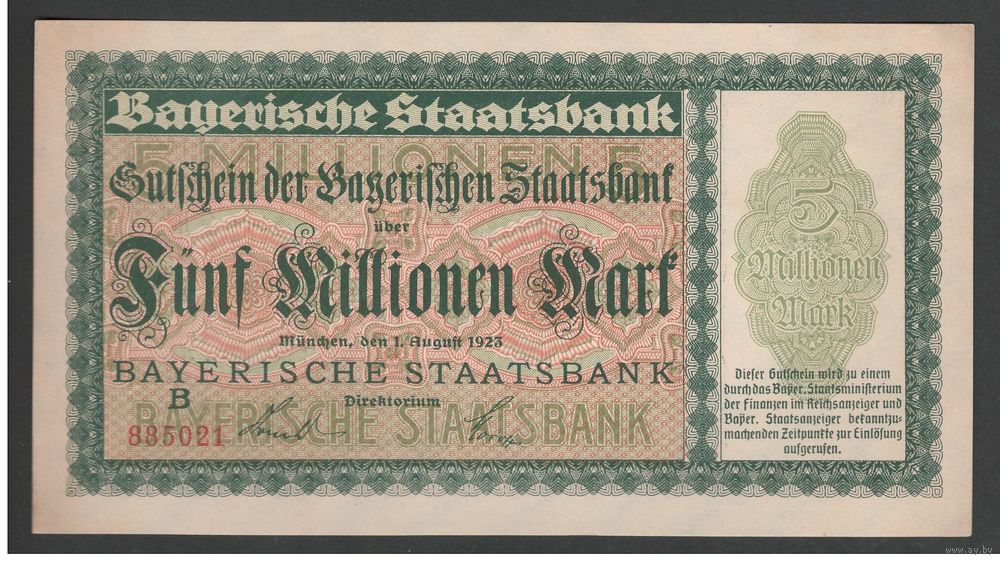 Bayerische Staatsbank
5 MILLIONEN 5
Gutschein der Bayerischen Staatsbank
über
Fünf Millionen Mark
München, den 1. August 1923
BAYERISCHE STAATSBANK
B
Direktorium
885021
BAYERISCHE STAATSBANK
5
Millionen
Mark
Dieser Gutschein wird zu einem
durch das Bayer. Staatsministerium
der Finanzen im Reichsanzeiger und
Bayer. Staatsanzeiger bekanntzu-
machenden Zeitpunkte zur Einlösung
aufgerufen.
www.ay.by